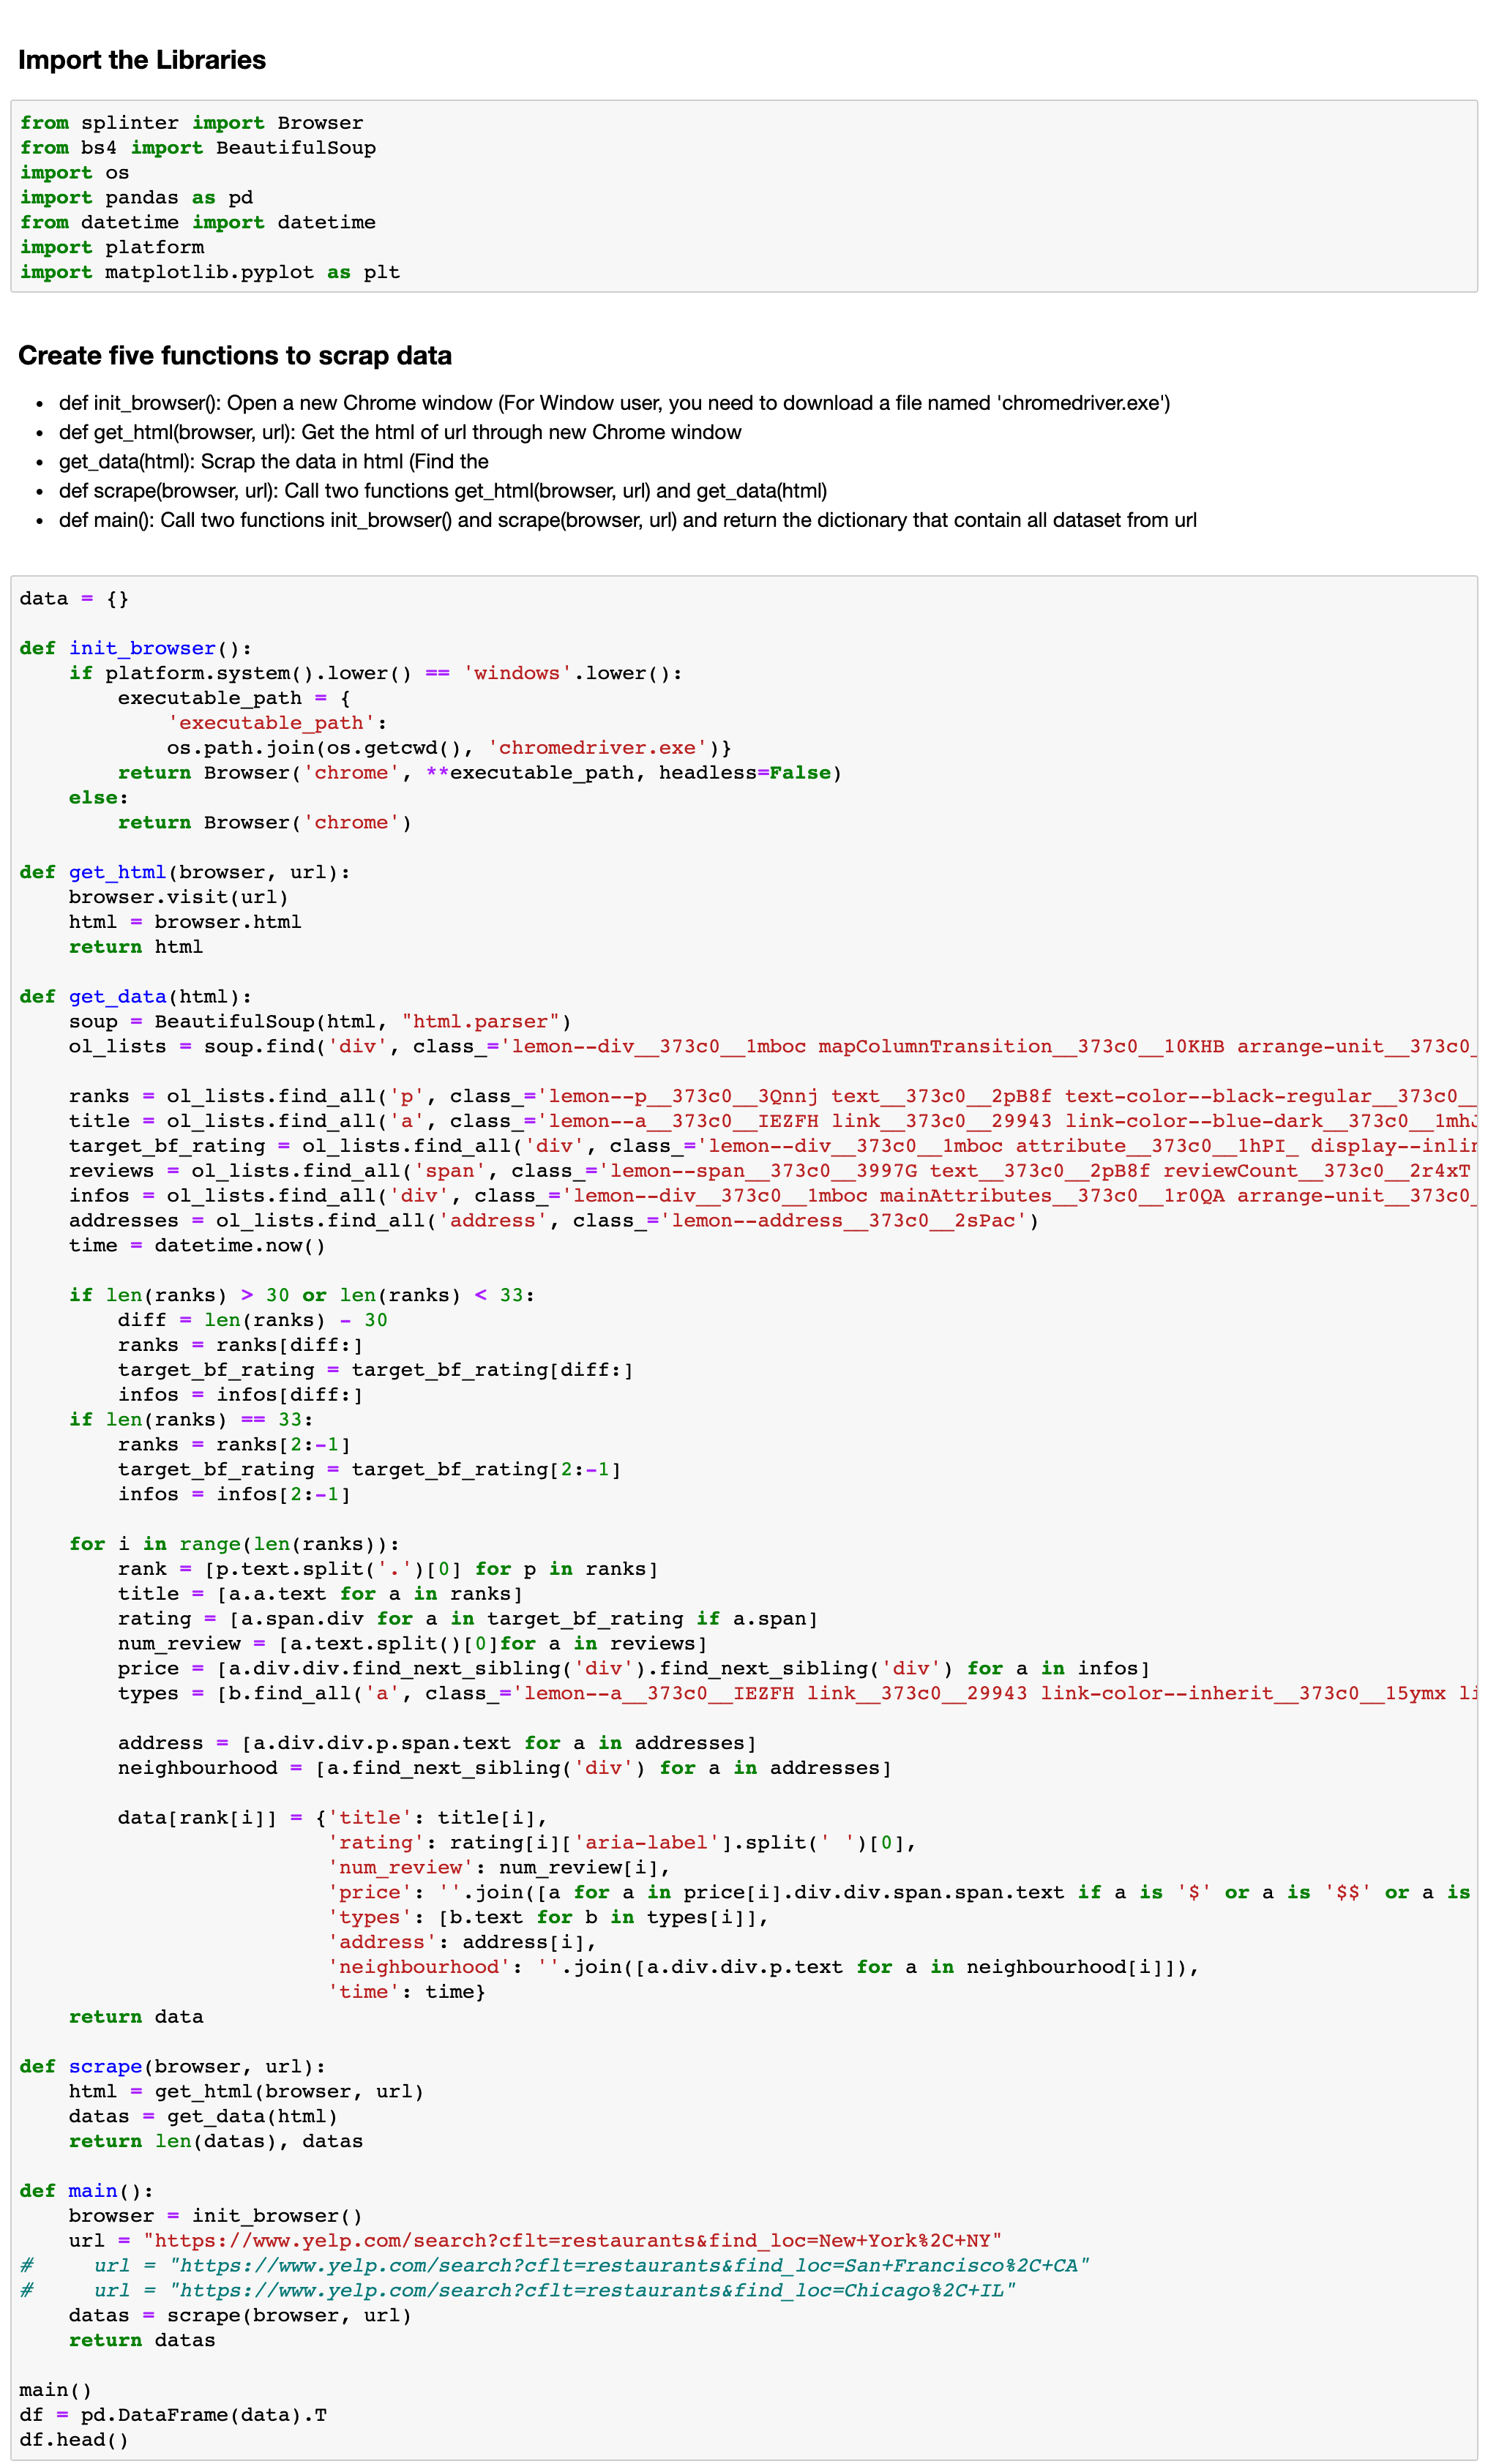 Import the Libraries
from splinter import Browser
from bs4 import BeautifulSoup
import os
import pandas as pd
from datetime import datetime
import platform
import matplotlib.pyplot as plt
Create five functions to scrap data
• def init_browser(): Open a new Chrome window (For Window user, you need to download a file named 'chromedriver.exe')
• def get_html(browser, url): Get the html of url through new Chrome window
• get_data(html): Scrap the data in html (Find the
• def scrape(browser, url): Call two functions get_html(browser, url) and get_data(html)
• def main(): Call two functions init_browser() and scrape(browser, url) and return the dictionary that contain all dataset from url
data = {}
def init_browser():
    if platform.system().lower() == 'windows'.lower():
        executable_path = {
            'executable_path':
            os.path.join(os.getcwd(), 'chromedriver.exe')}
        return Browser('chrome', **executable_path, headless=False)
    else:
        return Browser('chrome')
def get_html(browser, url):
    browser.visit(url)
    html = browser.html
    return html
def get_data(html):
    soup = BeautifulSoup(html, "html.parser")
    ol_lists = soup.find('div', class_='lemon--div__373c0__1mboc mapColumnTransition__373c0__10KHB arrange-unit__373c0_
    ranks = ol_lists.find_all('p', class_='lemon--p__373c0__3Qnnj text__373c0__2pB8f text-color--black-regular__373c0__
    title = ol_lists.find_all('a', class_='lemon--a__373c0__IEZFH link__373c0__29943 link-color--blue-dark__373c0__1mhJ
    target_bf_rating = ol_lists.find_all('div', class_='lemon--div__373c0__1mboc attribute__373c0__1hPI_ display--inlin
    reviews = ol_lists.find_all('span', class_='lemon--span__373c0__3997G text__373c0__2pB8f reviewCount__373c0__2r4xT
    infos = ol_lists.find_all('div', class_='lemon--div__373c0__1mboc mainAttributes__373c0__1r0QA arrange-unit__373c0_
    addresses = ol_lists.find_all('address', class_='lemon--address__373c0__2sPac')
    time = datetime.now()
    if len(ranks) > 30 or len(ranks) < 33:
        diff = len(ranks) - 30
        ranks = ranks[diff:]
        target_bf_rating = target_bf_rating[diff:]
        infos = infos[diff:]
    if len(ranks) == 33:
        ranks = ranks[2:-1]
        target_bf_rating = target_bf_rating[2:-1]
        infos = infos[2:-1]
    for i in range(len(ranks)):
        rank = [p.text.split('.')[0] for p in ranks]
        title = [a.a.text for a in ranks]
        rating = [a.span.div for a in target_bf_rating if a.span]
        num_review = [a.text.split()[0]for a in reviews]
        price = [a.div.div.find_next_sibling('div').find_next_sibling('div') for a in infos]
        types = [b.find_all('a', class_='lemon--a__373c0__IEZFH link__373c0__29943 link-color--inherit__373c0__15ymx li
        address = [a.div.div.p.span.text for a in addresses]
        neighbourhood = [a.find_next_sibling('div') for a in addresses]
        data[rank[i]] = {'title': title[i],
                         'rating': rating[i]['aria-label'].split(' ')[0],
                         'num_review': num_review[i],
                         'price': ''.join([a for a in price[i].div.div.span.span.text if a is '$' or a is '$$' or a is
                         'types': [b.text for b in types[i]],
                         'address': address[i],
                         'neighbourhood': ''.join([a.div.div.p.text for a in neighbourhood[i]]),
                         'time': time}
    return data
def scrape(browser, url):
    html = get_html(browser, url)
    datas = get_data(html)
    return len(datas), datas
def main():
    browser = init_browser()
    url = "https://www.yelp.com/search?cflt=restaurants&find_loc=New+York%2C+NY"
#     url = "https://www.yelp.com/search?cflt=restaurants&find_loc=San+Francisco%2C+CA"
#     url = "https://www.yelp.com/search?cflt=restaurants&find_loc=Chicago%2C+IL"
    datas = scrape(browser, url)
    return datas
main()
df = pd.DataFrame(data).T
df.head()